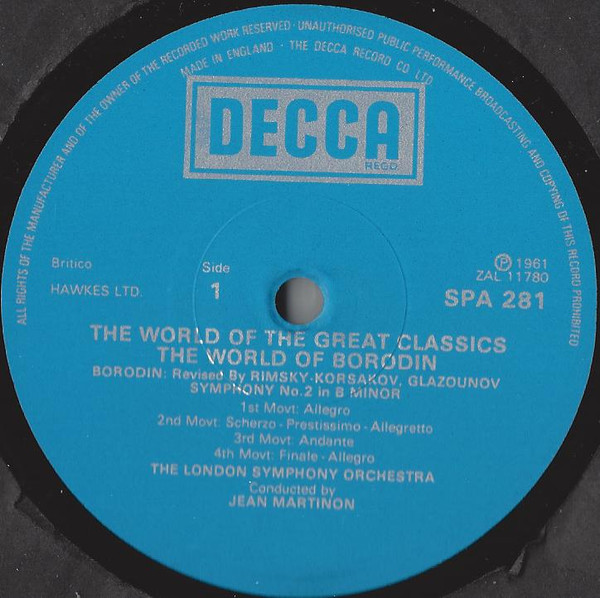 ALL RIGHTS OF THE MANUFACTURER AND OF THE OWNER OF THE RECORDED WORK RESERVED · UNAUTHORISED PUBLIC PERFORMANCE BROADCASTING AND COPYING OF THIS RECORD PROHIBITED
MADE IN ENGLAND · THE DECCA RECORD CO LTD
DECCA
REGD
Britico
HAWKES LTD.
Side
1
Ⓟ 1961
ZAL 11780
SPA 281
THE WORLD OF THE GREAT CLASSICS
THE WORLD OF BORODIN
BORODIN: Revised By RIMSKY-KORSAKOV, GLAZOUNOV
SYMPHONY No.2 in B MINOR
1st Movt: Allegro
2nd Movt: Scherzo - Prestissimo - Allegretto
3rd Movt: Andante
4th Movt: Finale - Allegro
THE LONDON SYMPHONY ORCHESTRA
Conducted by
JEAN MARTINON